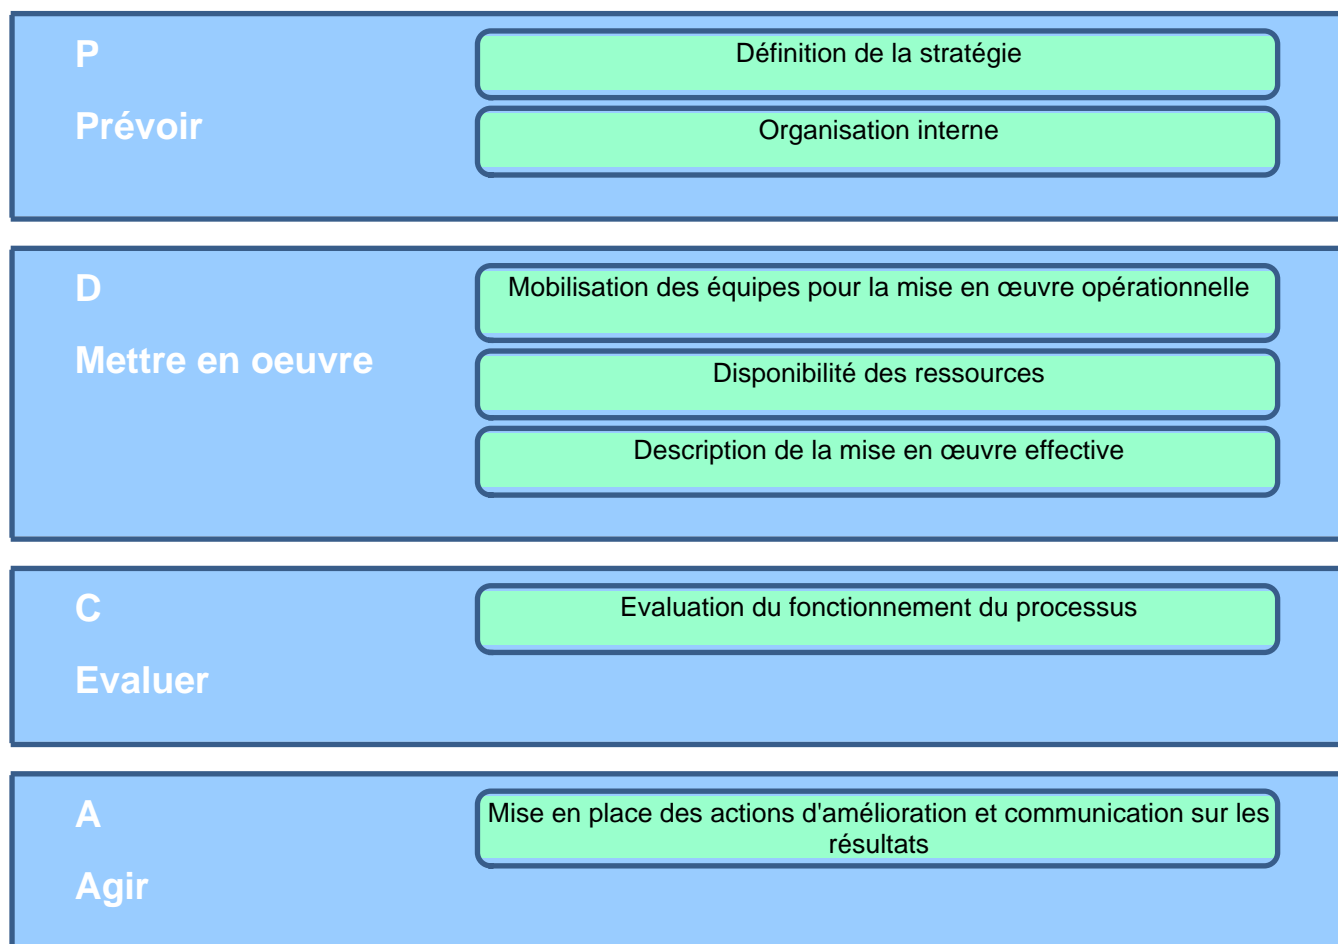 P
Prévoir
Définition de la stratégie
Organisation interne
D
Mettre en oeuvre
Mobilisation des équipes pour la mise en œuvre opérationnelle
Disponibilité des ressources
Description de la mise en œuvre effective
C
Evaluer
Evaluation du fonctionnement du processus
A
Agir
Mise en place des actions d'amélioration et communication sur les
résultats